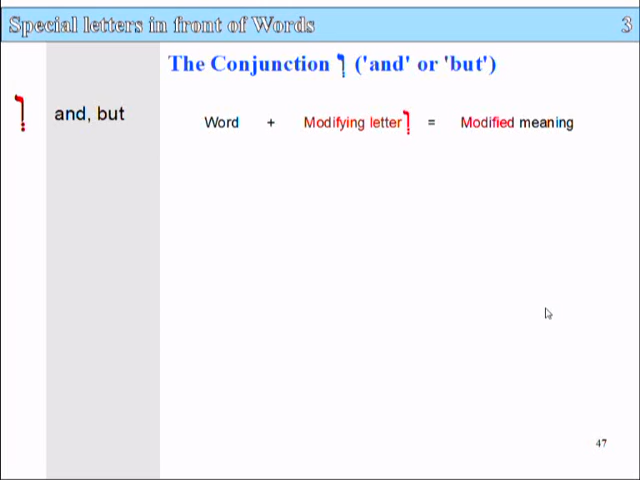 Special letters in front of Words 3
The Conjunction ו ('and' or 'but')
וְ and, but
Word + Modifying letter ו = Modified meaning
47